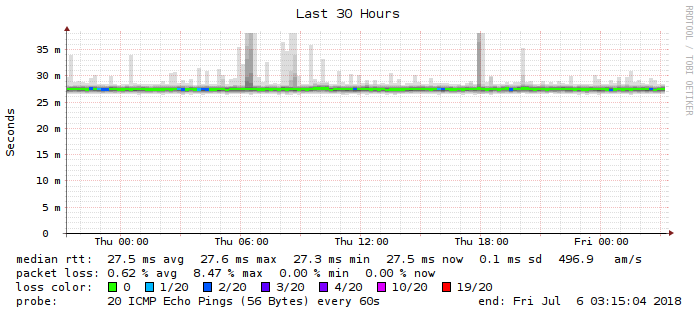 Last 30 Hours
RRDTOOL / TOBI OETIKER
Seconds
35 m
30 m
25 m
20 m
15 m
10 m
5 m
0
Thu 00:00 Thu 06:00 Thu 12:00 Thu 18:00 Fri 00:00
median rtt: 27.5 ms avg 27.6 ms max 27.3 ms min 27.5 ms now 0.1 ms sd 496.9 am/s
packet loss: 0.62 % avg 8.47 % max 0.00 % min 0.00 % now
loss color: 0 1/20 2/20 3/20 4/20 10/20 19/20
probe: 20 ICMP Echo Pings (56 Bytes) every 60s end: Fri Jul 6 03:15:04 2018